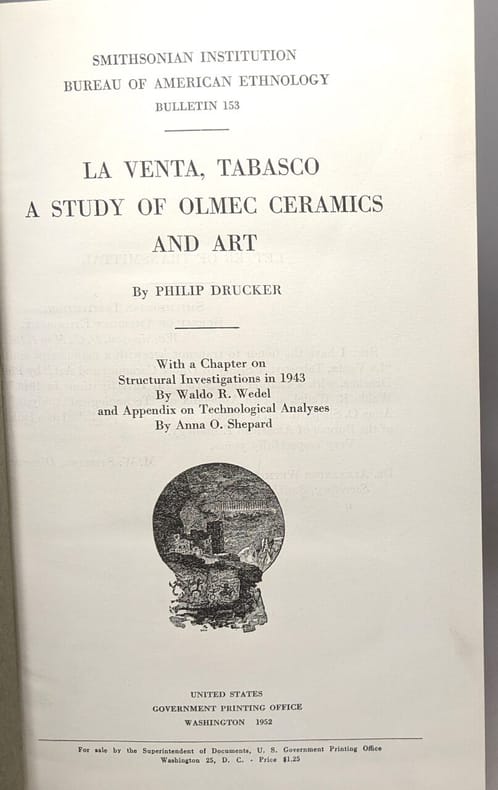 SMITHSONIAN INSTITUTION
BUREAU OF AMERICAN ETHNOLOGY
BULLETIN 153
LA VENTA, TABASCO
A STUDY OF OLMEC CERAMICS
AND ART
By PHILIP DRUCKER
With a Chapter on
Structural Investigations in 1943
By Waldo R. Wedel
and Appendix on Technological Analyses
By Anna O. Shepard
UNITED STATES
GOVERNMENT PRINTING OFFICE
WASHINGTON 1952
For sale by the Superintendent of Documents, U. S. Government Printing Office
Washington 25, D. C. - Price $1.25